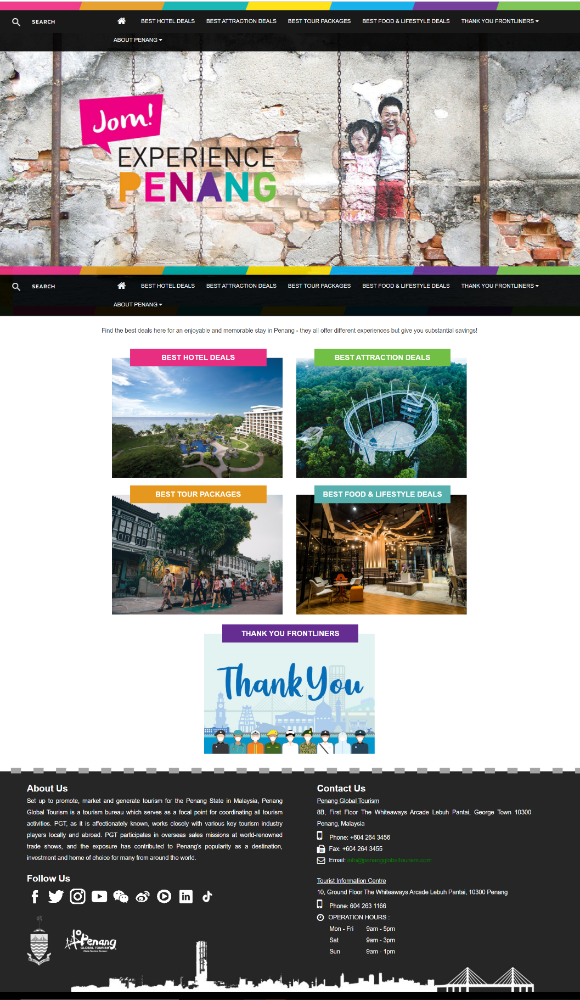 SEARCH
BEST HOTEL DEALS BEST ATTRACTION DEALS BEST TOUR PACKAGES BEST FOOD & LIFESTYLE DEALS THANK YOU FRONTLINERS
ABOUT PENANG
Jom!
EXPERIENCE
PENANG
SEARCH
BEST HOTEL DEALS BEST ATTRACTION DEALS BEST TOUR PACKAGES BEST FOOD & LIFESTYLE DEALS THANK YOU FRONTLINERS
ABOUT PENANG
Find the best deals here for an enjoyable and memorable stay in Penang - they all offer different experiences but give you substantial savings!
BEST HOTEL DEALS
BEST ATTRACTION DEALS
BEST TOUR PACKAGES
BEST FOOD & LIFESTYLE DEALS
THANK YOU FRONTLINERS
Thank You
About Us
Set up to promote, market and generate tourism for the Penang State in Malaysia, Penang
Global Tourism is a tourism bureau which serves as a focal point for coordinating all tourism
activities. PGT, as it is affectionately known, works closely with various key tourism industry
players locally and abroad. PGT participates in overseas sales missions at world-renowned
trade shows, and the exposure has contributed to Penang's popularity as a destination,
investment and home of choice for many from around the world.
Follow Us
in
Penang
GLOBAL TOURISM
(State Tourism Bureau)
Contact Us
Penang Global Tourism
8B, First Floor The Whiteaways Arcade Lebuh Pantai, George Town 10300
Penang, Malaysia
Phone: +604 264 3456
Fax: +604 264 3455
Email: info@penangglobaltourism.com
Tourist Information Centre
10, Ground Floor The Whiteaways Arcade Lebuh Pantai, 10300 Penang
Phone: 604 263 1166
OPERATION HOURS :
Mon - Fri 9am - 5pm
Sat 9am - 3pm
Sun 9am - 1pm